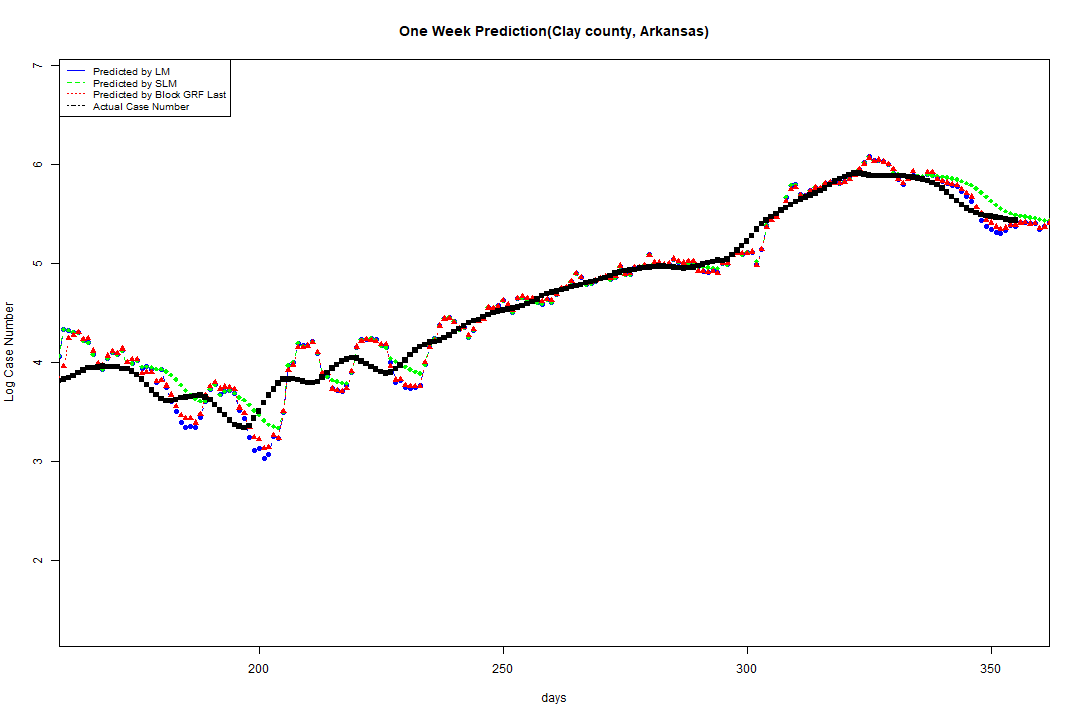 One Week Prediction(Clay county, Arkansas)
Predicted by LM
Predicted by SLM
Predicted by Block GRF Last
Actual Case Number
7
6
5
4
3
2
Log Case Number
200
250
300
350
days